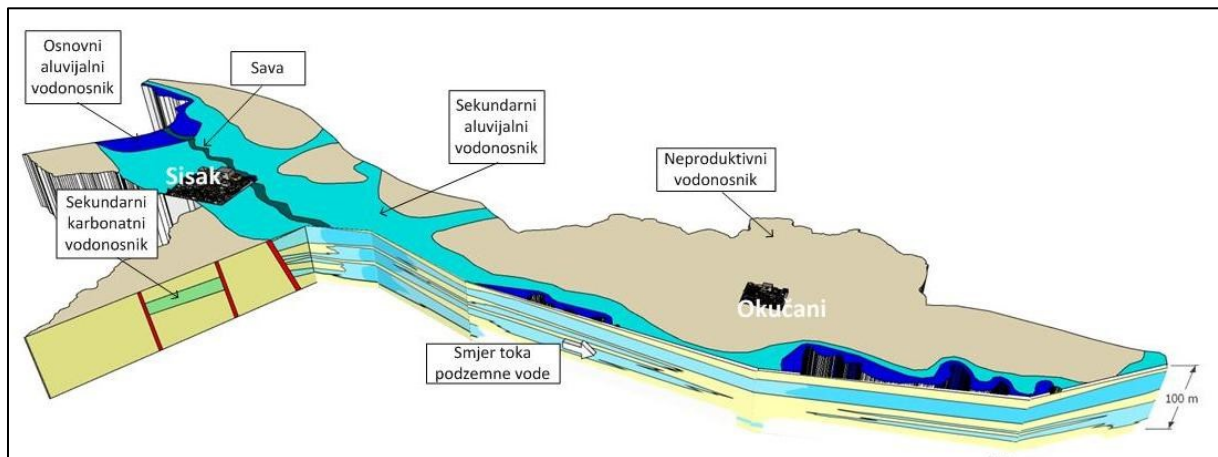 Osnovni
aluvijalni
vodonosnik
Sava
Sekundarni
aluvijalni
vodonosnik
Neproduktivni
vodonosnik
Sisak
Sekundarni
karbonatni
vodonosnik
Okučani
Smjer toka
podzemne vode
100 m